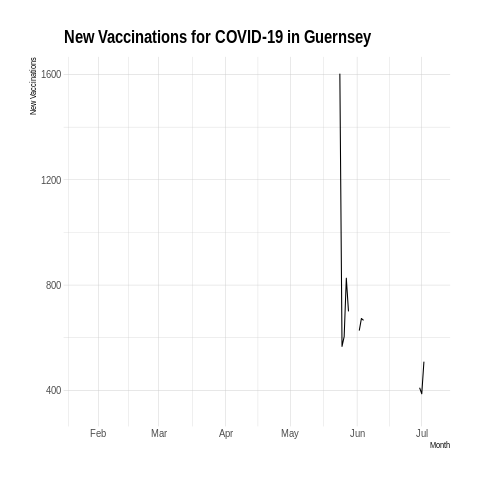 New Vaccinations for COVID-19 in Guernsey
New Vaccinations
1600
1200
800
400
Feb Mar Apr May Jun Jul
Month